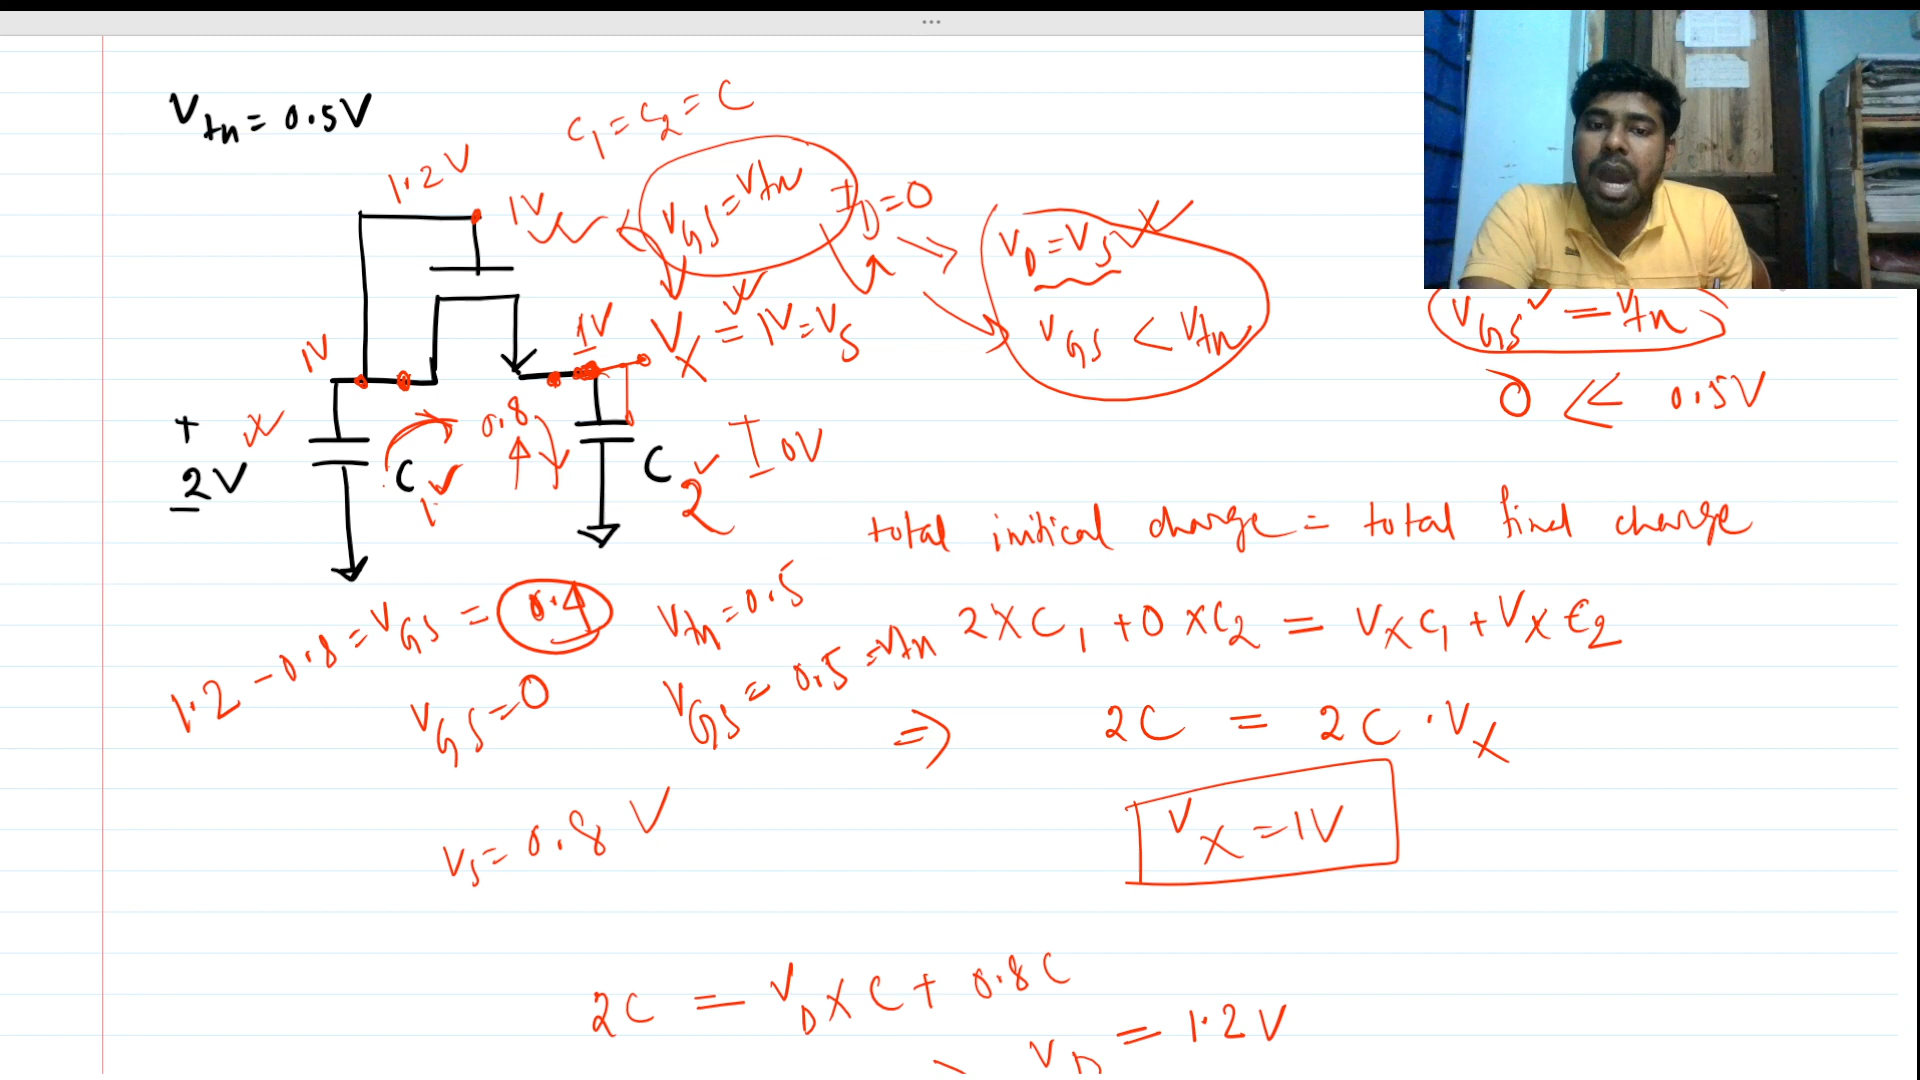 Vtn = 0.5V
C1 = C2 = C
1.2V
1V
VGS = Vtn
ID = 0
VD = VS
VGS < Vtn
1V
1V
VX = 1V = VS
VGS = Vtn
0 << 0.5V
+
2V
C
1.
0.8
C
2
0V
total initical charge = total final charge
1.2 - 0.8 = VGS = 0.4
Vtn = 0.5
2 X C1 + 0 X C2 = VX C1 + VX C2
VGS = 0
VGS = 0.5 = Vtn
⇒ 2C = 2C . VX
VX = 1V
VS = 0.8 V
2C = VD X C + 0.8C
VD = 1.2V